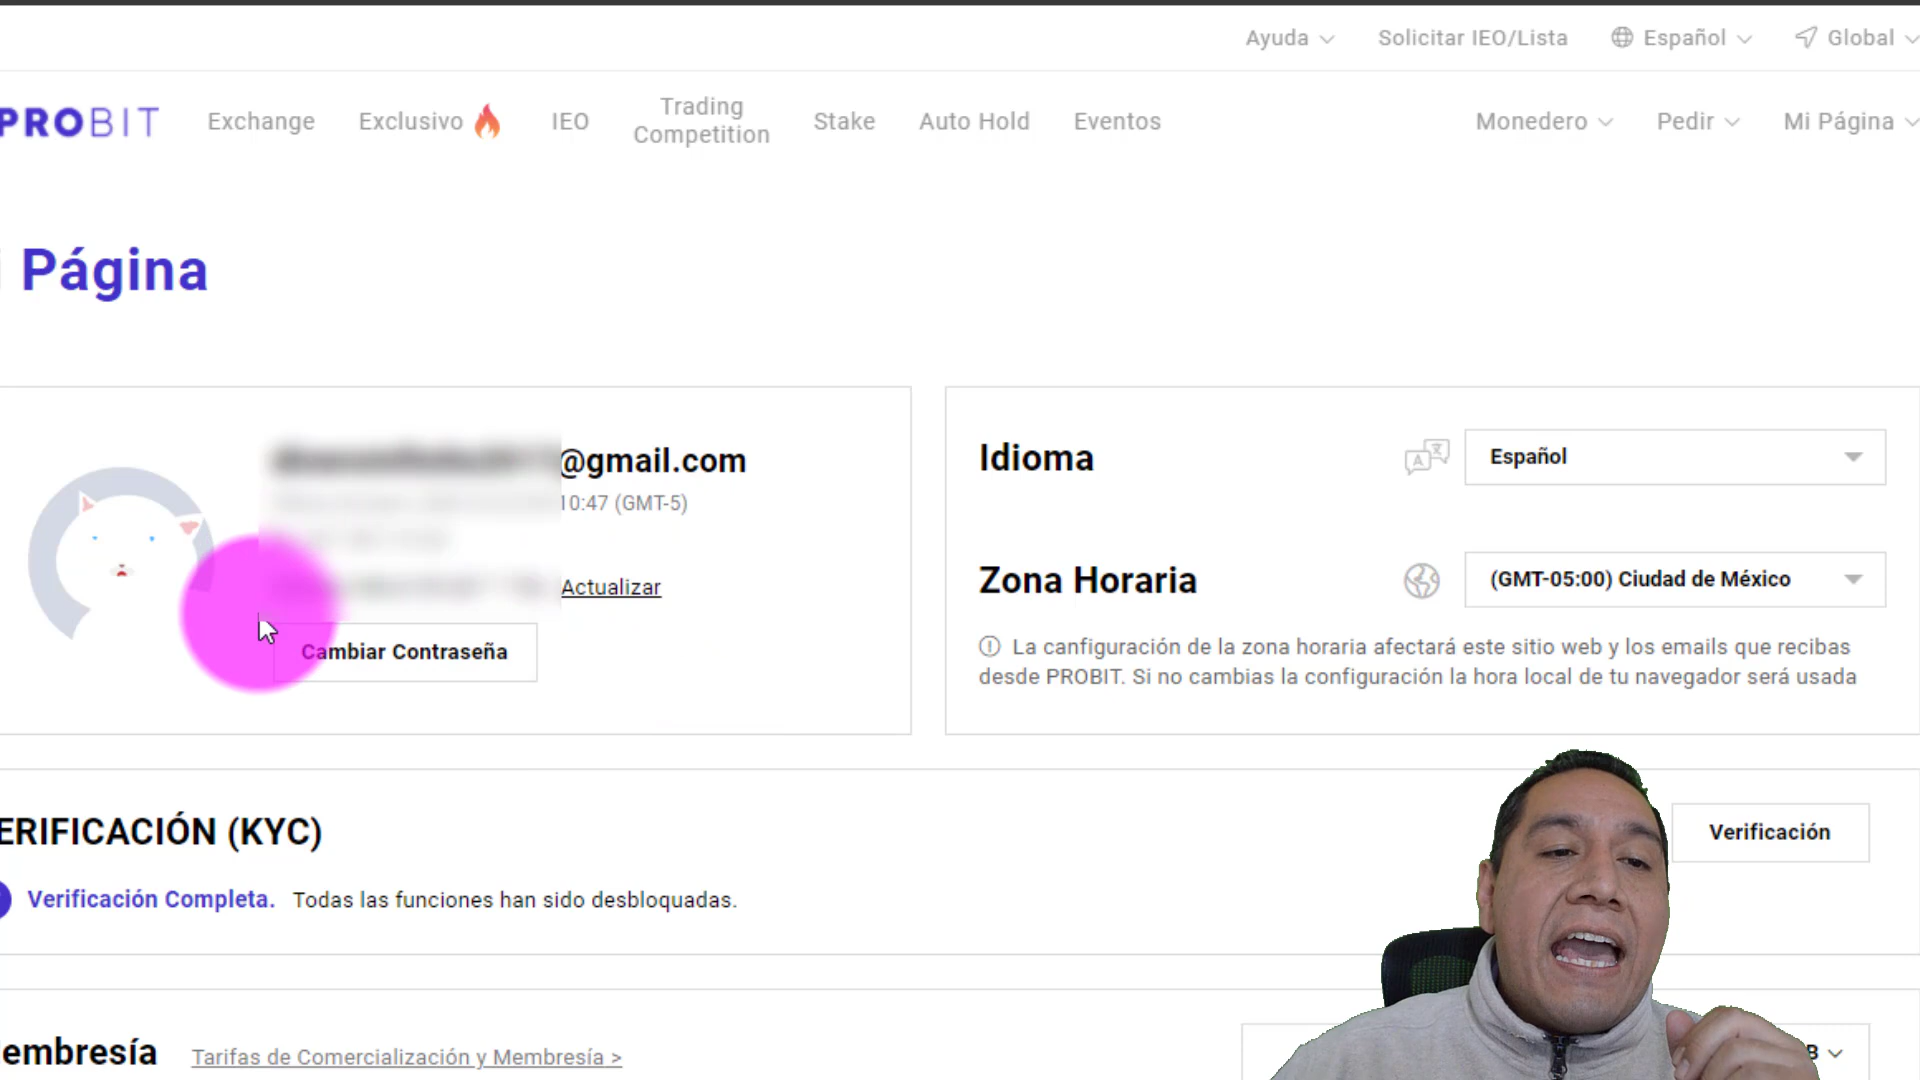 Ayuda
Solicitar IEO/Lista
Español
Global
PROBIT
Exchange
Exclusivo
IEO
Trading
Competition
Stake
Auto Hold
Eventos
Monedero
Pedir
Mi Página
i Página
@gmail.com
10:47 (GMT-5)
Actualizar
Cambiar Contraseña
Idioma
Español
Zona Horaria
(GMT-05:00) Ciudad de México
La canfiguración de la zona horaria afectará este sitio web y los emails que recibas
desde PROBIT. Si no cambias la configuración la hora local de tu navegador será usada
ERIFICACIÓN (KYC)
Verificación
Verificación Completa. Todas las funciones han sido desbloquadas.
embresía
Tarifas de Comercialización y Membresía >
B